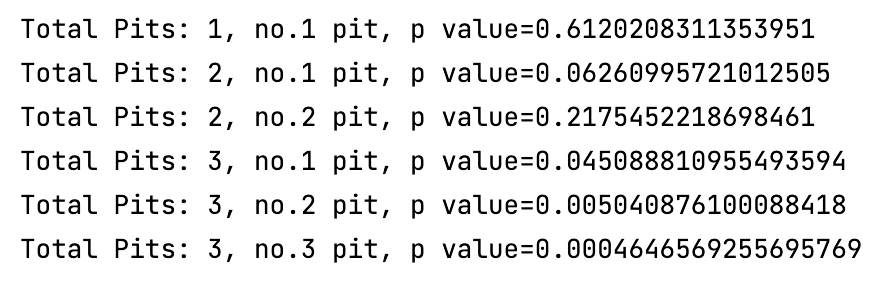 Total Pits: 1, no.1 pit, p value=0.6120208311353951
Total Pits: 2, no.1 pit, p value=0.06260995721012505
Total Pits: 2, no.2 pit, p value=0.2175452218698461
Total Pits: 3, no.1 pit, p value=0.045088810955493594
Total Pits: 3, no.2 pit, p value=0.005040876100088418
Total Pits: 3, no.3 pit, p value=0.0004646569255695769